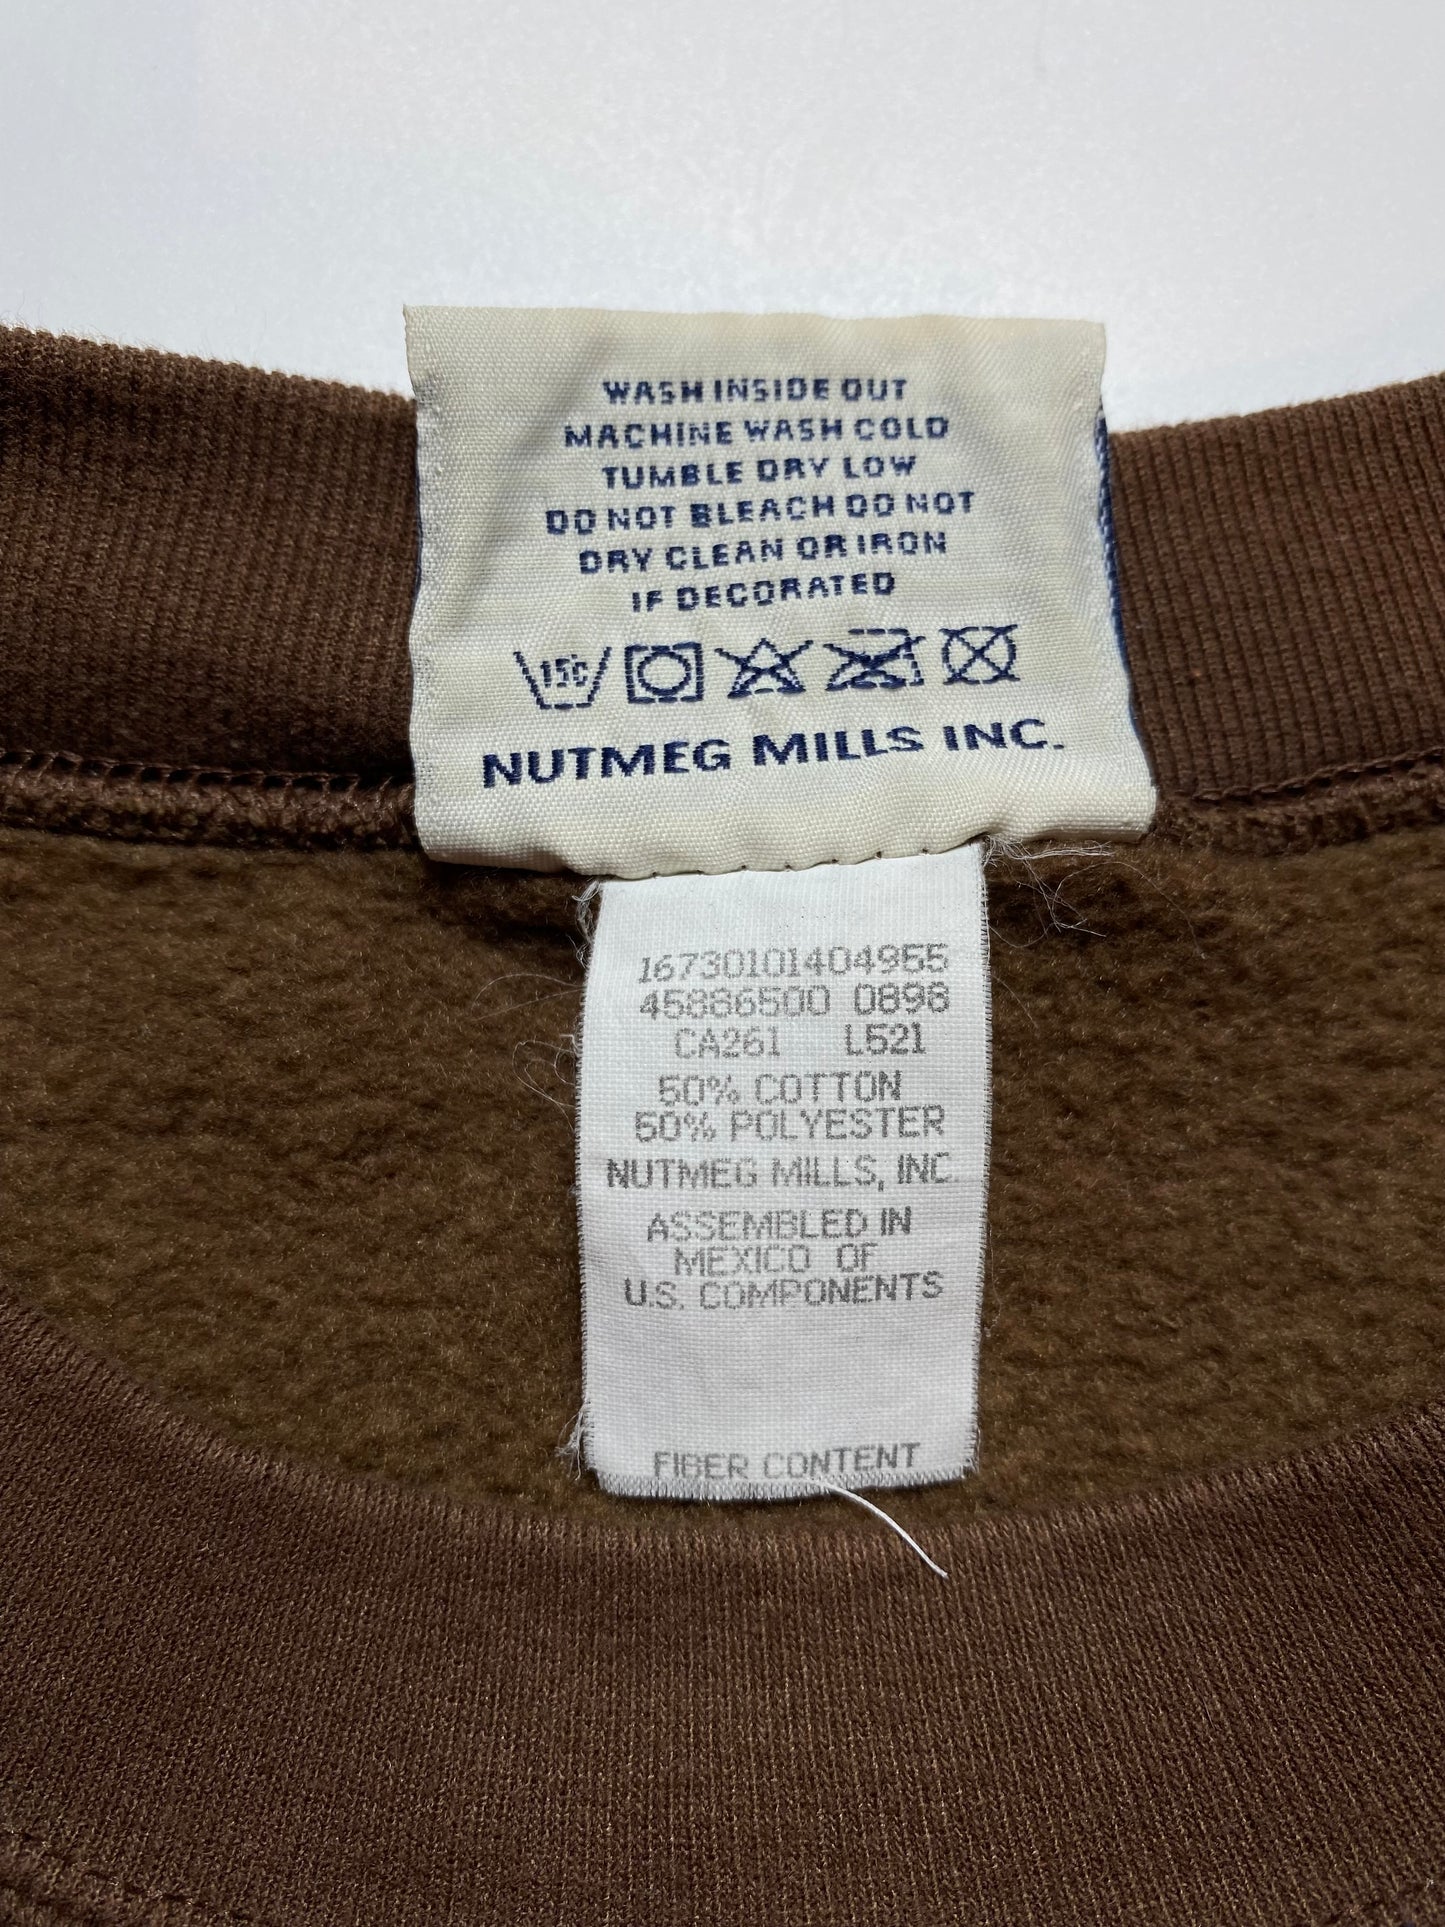 WASH INSIDE OUT
MACHINE WASH COLD
TUMBLE DRY LOW
DO NOT BLEACH DO NOT
DRY CLEAN OR IRON
IF DECORATED
15°C
NUTMEG MILLS INC.
16730101404955
45886500 0898
CA261 L521
50% COTTON
50% POLYESTER
NUTMEG MILLS, INC.
ASSEMBLED IN
MEXICO OF
U.S. COMPONENTS
FIBER CONTENT